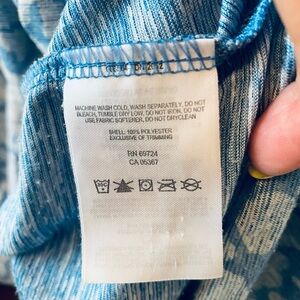 MACHINE WASH COLD, WASH SEPARATELY, DO NOT
BLEACH, TUMBLE DRY LOW, DO NOT IRON, DO NOT
USE FABRIC SOFTENER, DO NOT DRYCLEAN
SHELL: 100% POLYESTER
EXCLUSIVE OF TRIMMING
RN 69724
CA 05367